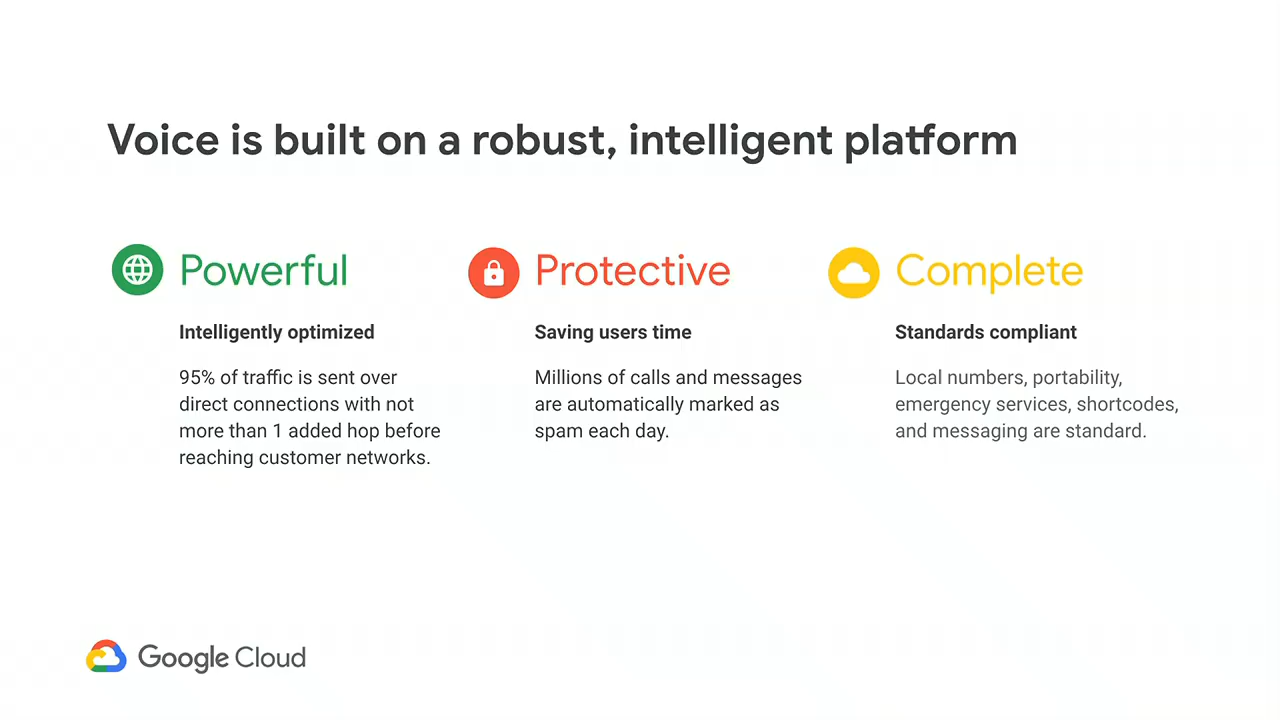 Voice is built on a robust, intelligent platform
Powerful
Intelligently optimized
95% of traffic is sent over
direct connections with not
more than 1 added hop before
reaching customer networks.
Protective
Saving users time
Millions of calls and messages
are automatically marked as
spam each day.
Complete
Standards compliant
Local numbers, portability,
emergency services, shortcodes,
and messaging are standard.
Google Cloud